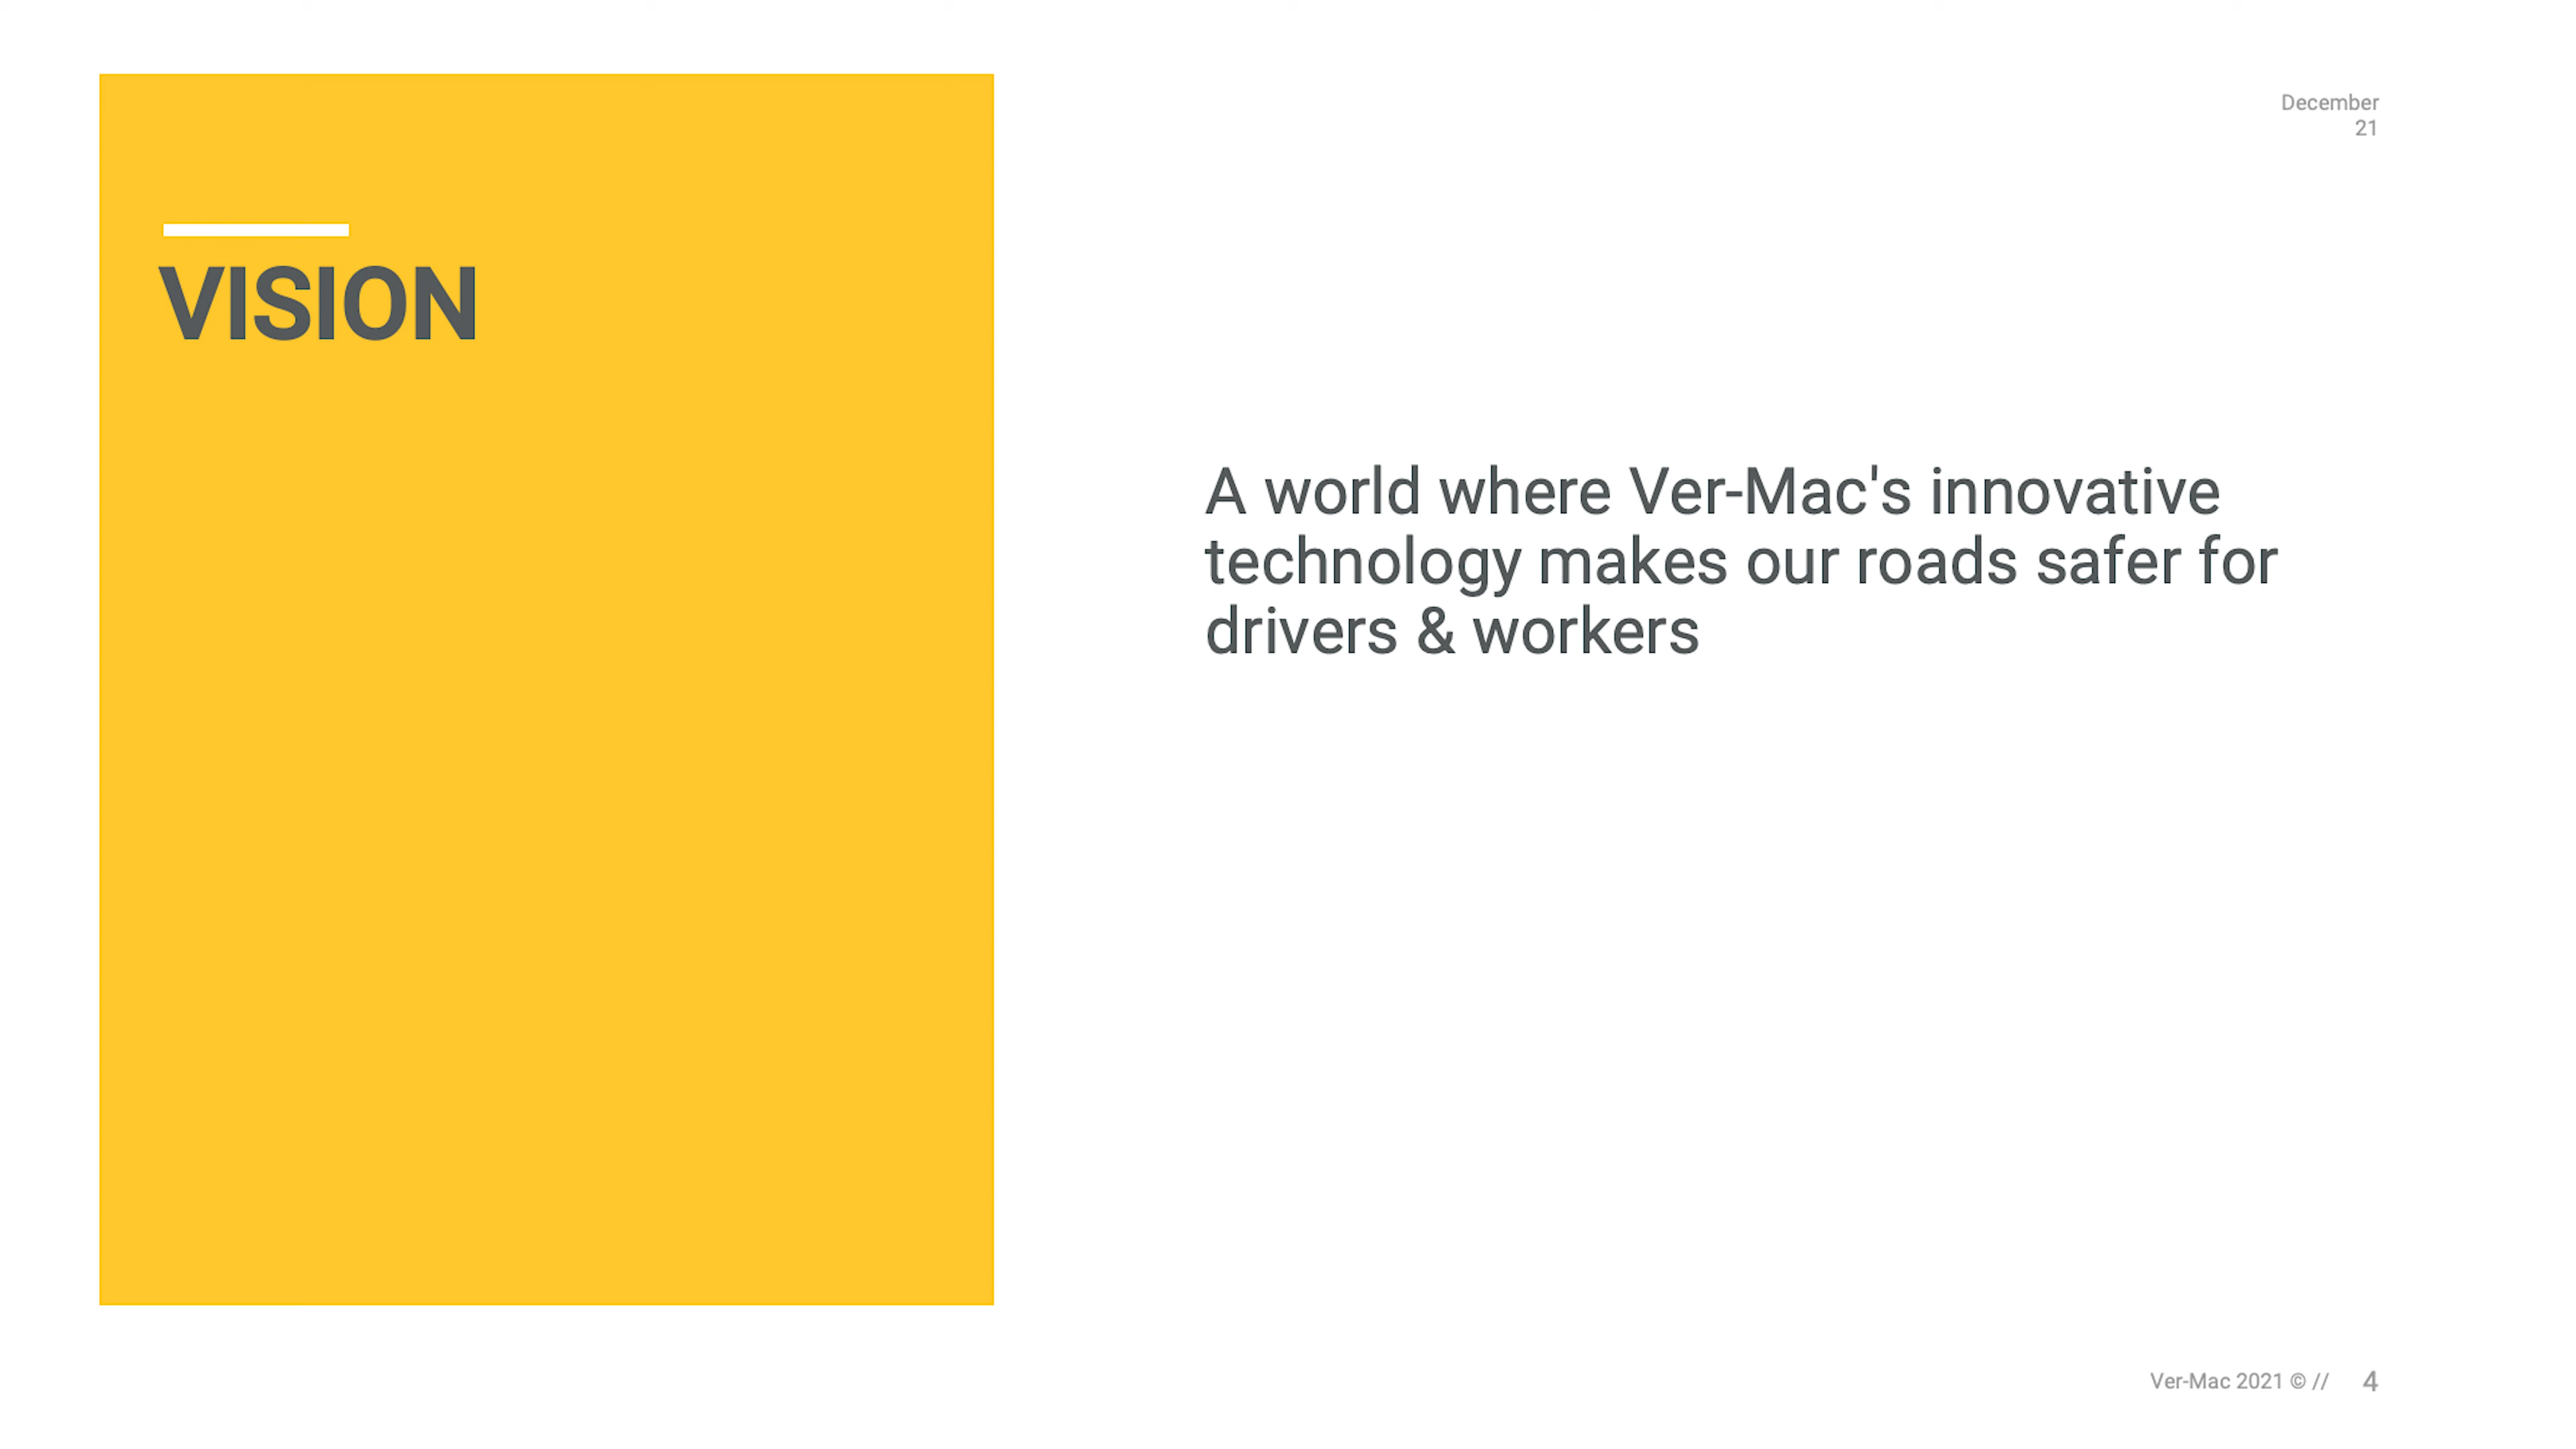 December
21
VISION
A world where Ver-Mac's innovative
technology makes our roads safer for
drivers & workers
Ver-Mac 2021 © // 4